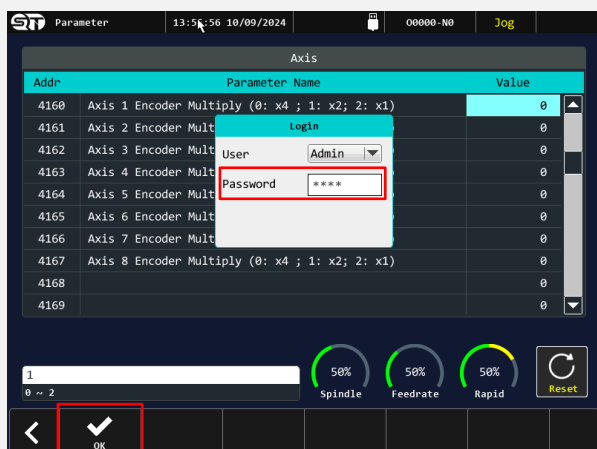 ST Parameter 13:55:56 10/09/2024 O0000-N0 Jog
Axis
Addr Parameter Name Value
4160 Axis 1 Encoder Multiply (0: x4 ; 1: x2; 2: x1) 0
4161 Axis 2 Encoder Mult 0
4162 Axis 3 Encoder Mult 0
4163 Axis 4 Encoder Mult 0
4164 Axis 5 Encoder Mult 0
4165 Axis 6 Encoder Mult 0
4166 Axis 7 Encoder Mult 0
4167 Axis 8 Encoder Multiply (0: x4 ; 1: x2; 2: x1) 0
4168 0
4169 0
Login
User Admin
Password ****
1
0 ~ 2
50% 50% 50%
Spindle Feedrate Rapid Reset
OK